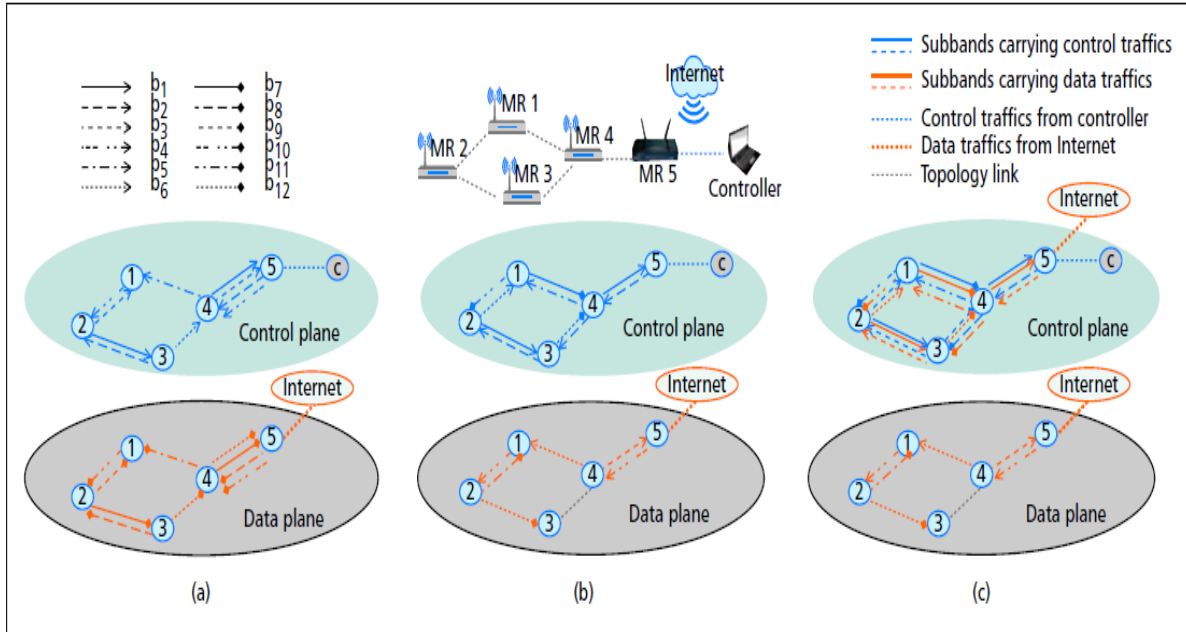 b1
b2
b3
b4
b5
b6
b7
b8
b9
b10
b11
b12
MR 1
MR 2
MR 3
MR 4
MR 5
Internet
Controller
Subbands carrying control traffics
Subbands carrying data traffics
Control traffics from controller
Data traffics from Internet
Topology link
1
2
3
4
5
c
Control plane
Internet
1
2
3
4
5
Data plane
(a)
1
2
3
4
5
c
Control plane
Internet
1
2
3
4
5
Data plane
(b)
Internet
1
2
3
4
5
c
Control plane
Internet
1
2
3
4
5
Data plane
(c)